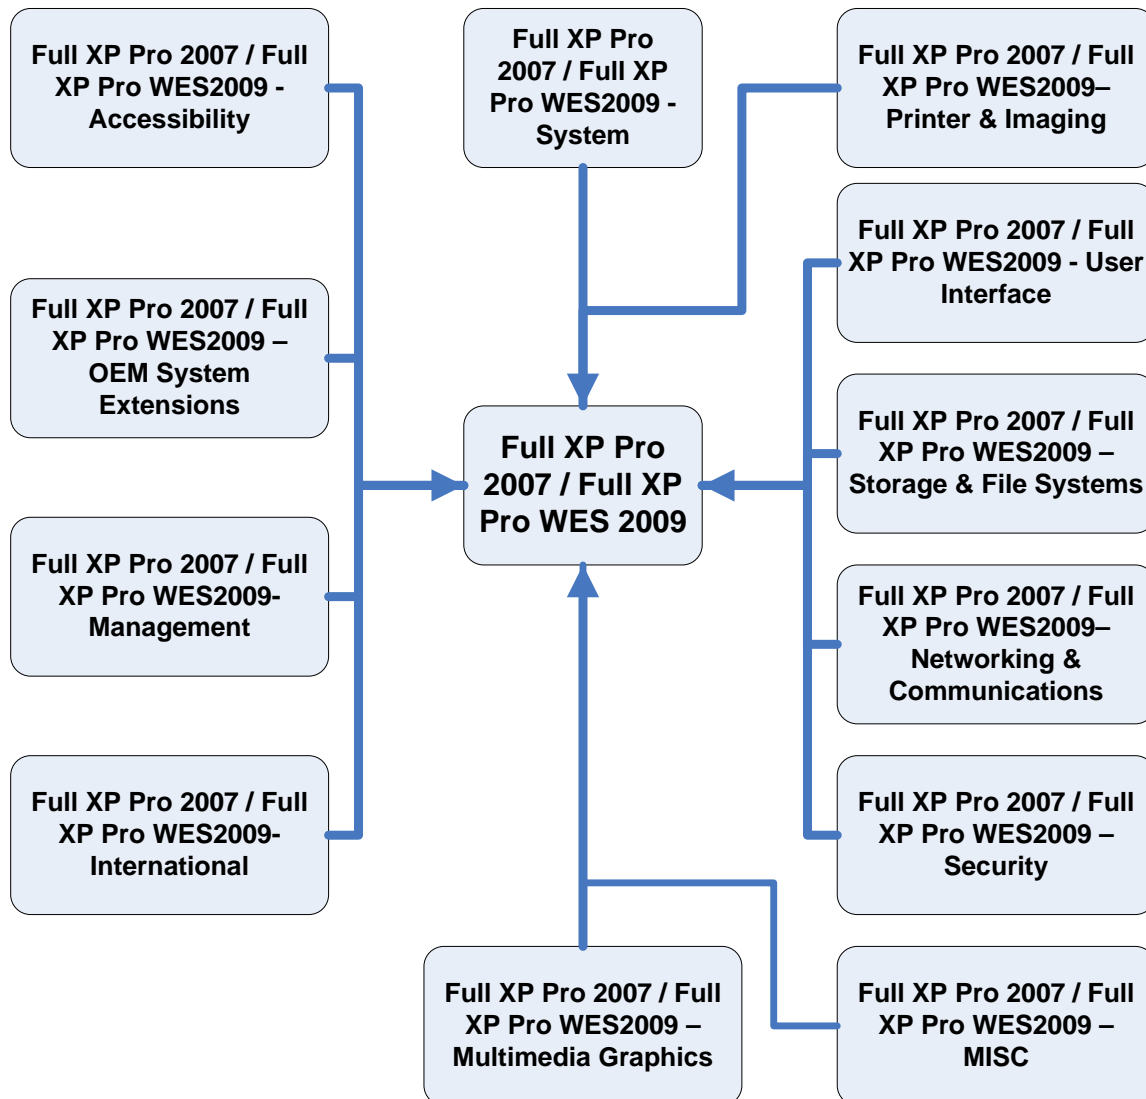 Full XP Pro 2007 / Full
XP Pro WES2009 -
Accessibility
Full XP Pro
2007 / Full XP
Pro WES2009 -
System
Full XP Pro 2007 / Full
XP Pro WES2009–
Printer & Imaging
Full XP Pro 2007 / Full
XP Pro WES2009 - User
Interface
Full XP Pro 2007 / Full
XP Pro WES2009 –
OEM System
Extensions
Full XP Pro 2007 / Full
XP Pro WES2009 –
Storage & File Systems
Full XP Pro
2007 / Full XP
Pro WES 2009
Full XP Pro 2007 / Full
XP Pro WES2009-
Management
Full XP Pro 2007 / Full
XP Pro WES2009–
Networking &
Communications
Full XP Pro 2007 / Full
XP Pro WES2009-
International
Full XP Pro 2007 / Full
XP Pro WES2009 –
Security
Full XP Pro 2007 / Full
XP Pro WES2009 –
Multimedia Graphics
Full XP Pro 2007 / Full
XP Pro WES2009 –
MISC